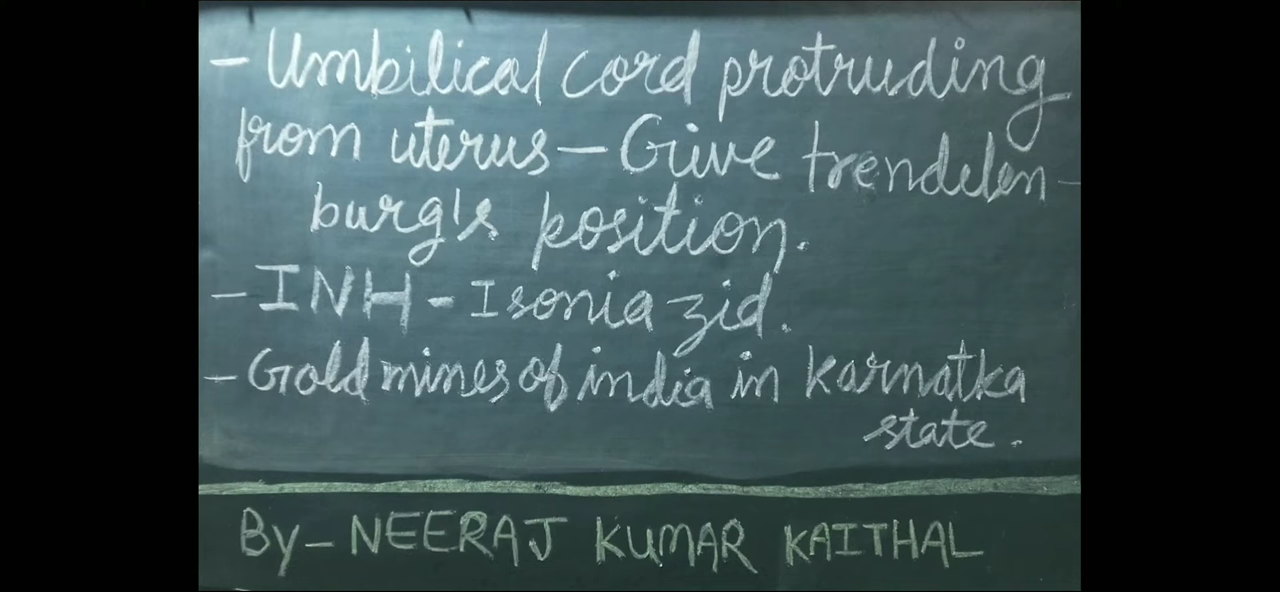 - Umbilical cord protruding
from uterus - Give trendelen-
burg's position.
- INH - Isoniazid.
- Gold mines of india in karnatka
state.
By - NEERAJ KUMAR KAITHAL